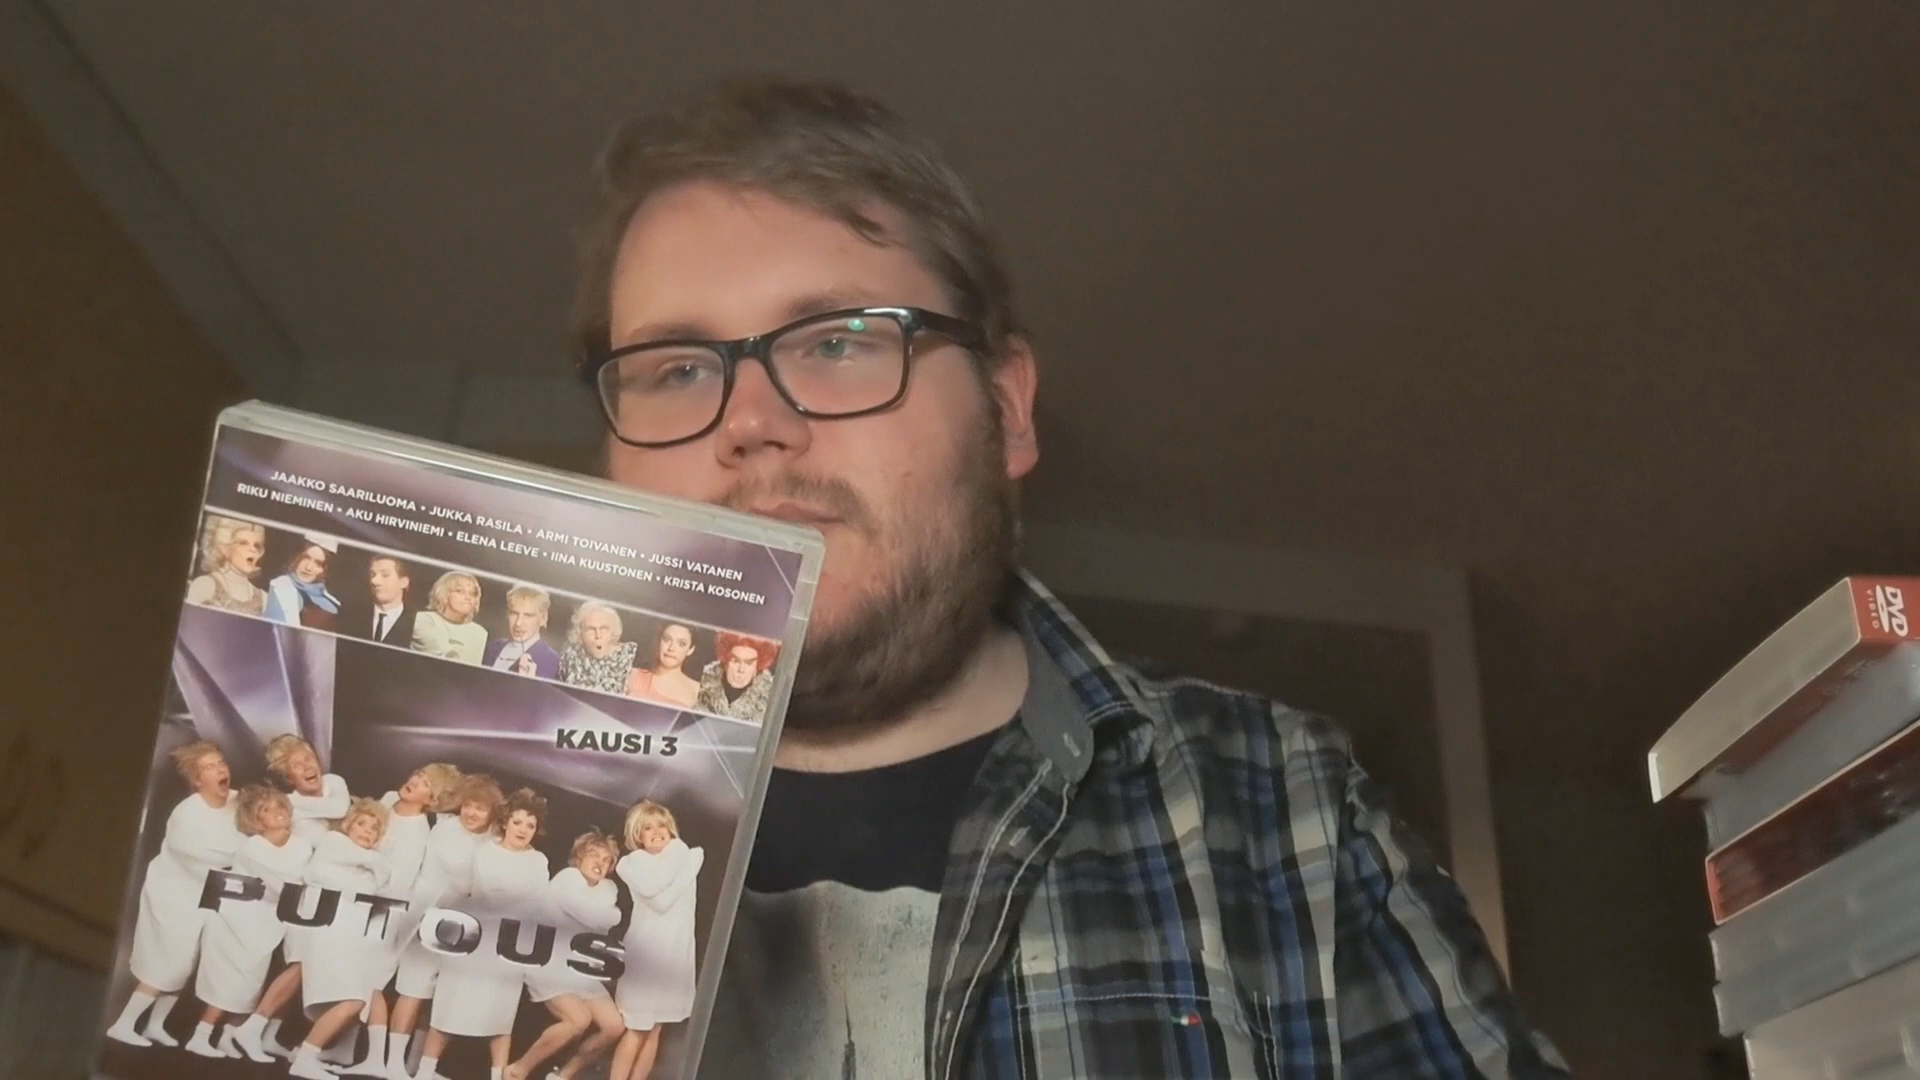 JAAKKO SAARILUOMA • JUKKA RASILA • ARMI TOIVANEN • JUSSI VATANEN
RIKU NIEMINEN • AKU HIRVINIEMI • ELENA LEEVE • IINA KUUSTONEN • KRISTA KOSONEN
KAUSI 3
PUTOUS
DVD
VIDEO